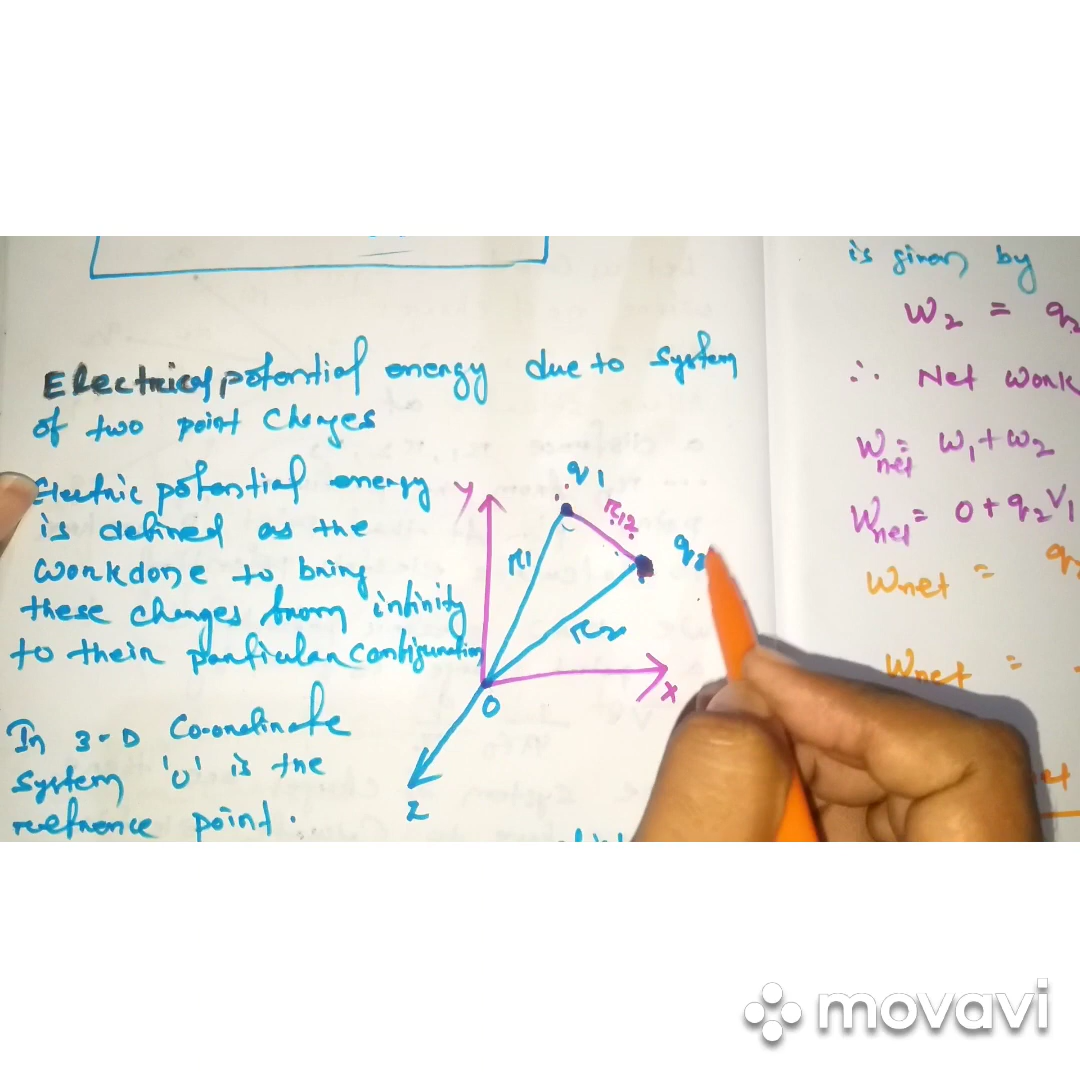 Electrical potential energy due to system
of two point charges
Electric potential energy
is defined as the
workdone to bring
these charges from infinity
to their particular configuration
In 3-D Co-ordinate
system 'O' is the
refrence point.
Y
q1
r12
r1
q2
r2
X
O
Z
is given by
W2 =
∴ Net work
Wnet = W1 + W2
Wnet = 0 + q2V1
Wnet =
Wnet =
movavi